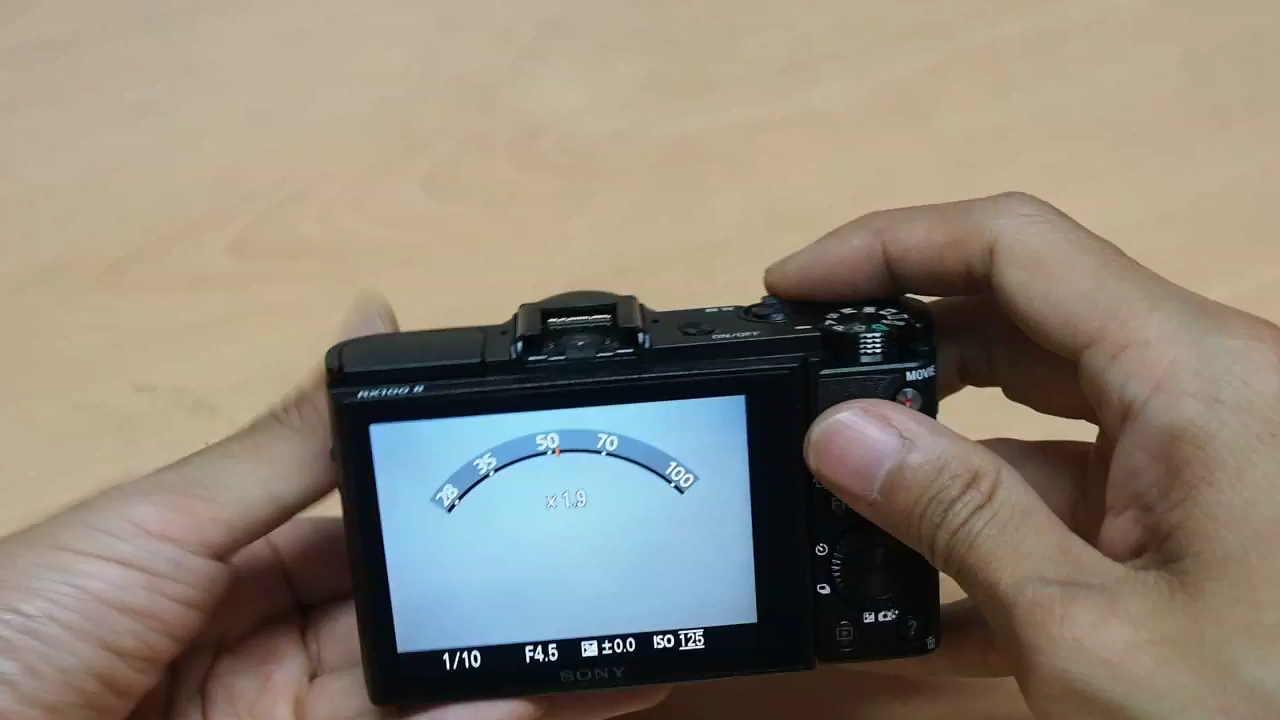 ON/OFF
MOVIE
RX100 II
28 35 50 70 100
x1.9
1/10 F4.5 ±0.0 ISO 125
SONY
?